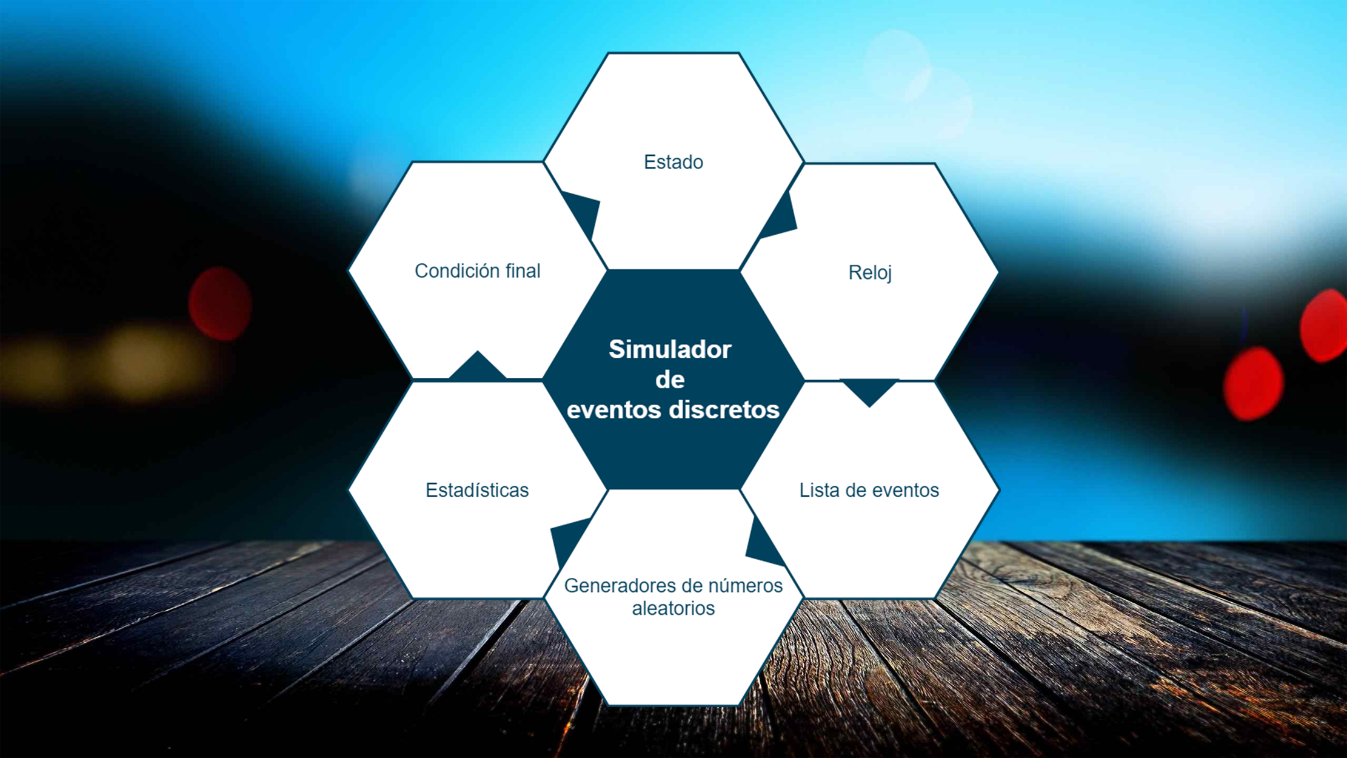 Estado
Condición final
Reloj
Simulador
de
eventos discretos
Estadísticas
Lista de eventos
Generadores de números
aleatorios